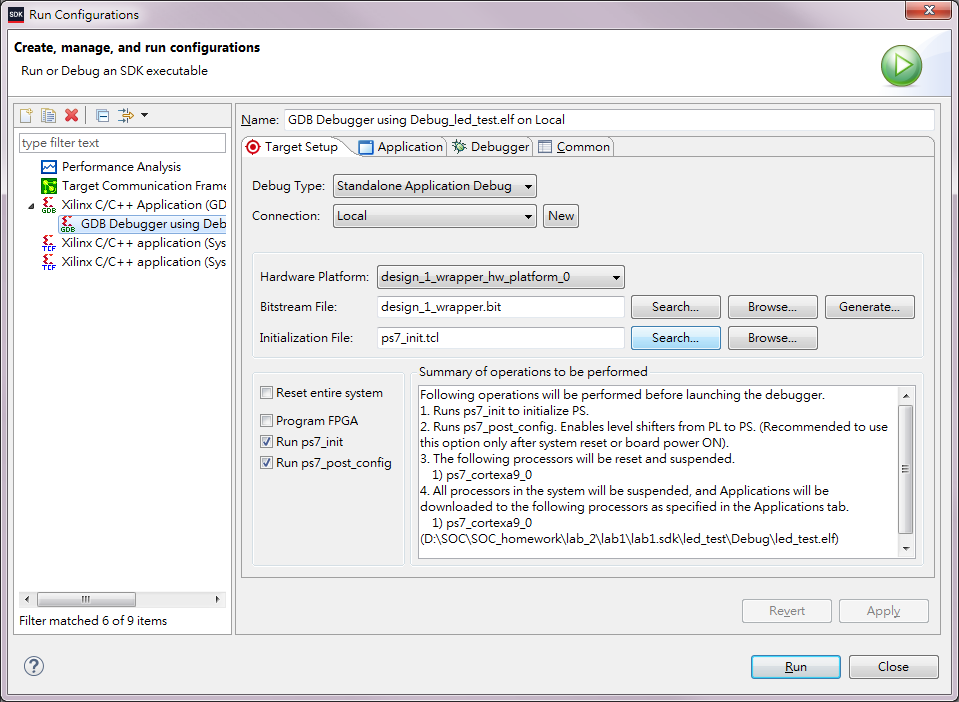 SDK Run Configurations
Create, manage, and run configurations
Run or Debug an SDK executable
type filter text
Performance Analysis
Target Communication Frame
Xilinx C/C++ Application (GD
GDB
GDB Debugger using Deb
GDB
Xilinx C/C++ application (Sys
TCF
Xilinx C/C++ application (Sys
TCF
Filter matched 6 of 9 items
Name: GDB Debugger using Debug_led_test.elf on Local
Target Setup Application Debugger Common
Debug Type: Standalone Application Debug
Connection: Local New
Hardware Platform: design_1_wrapper_hw_platform_0
Bitstream File: design_1_wrapper.bit Search... Browse... Generate...
Initialization File: ps7_init.tcl Search... Browse...
Reset entire system
Program FPGA
Run ps7_init
Run ps7_post_config
Summary of operations to be performed
Following operations will be performed before launching the debugger.
1. Runs ps7_init to initialize PS.
2. Runs ps7_post_config. Enables level shifters from PL to PS. (Recommended to use
this option only after system reset or board power ON).
3. The following processors will be reset and suspended.
1) ps7_cortexa9_0
4. All processors in the system will be suspended, and Applications will be
downloaded to the following processors as specified in the Applications tab.
1) ps7_cortexa9_0
(D:\SOC\SOC_homework\lab_2\lab1\lab1.sdk\led_test\Debug\led_test.elf)
Revert Apply
Run Close